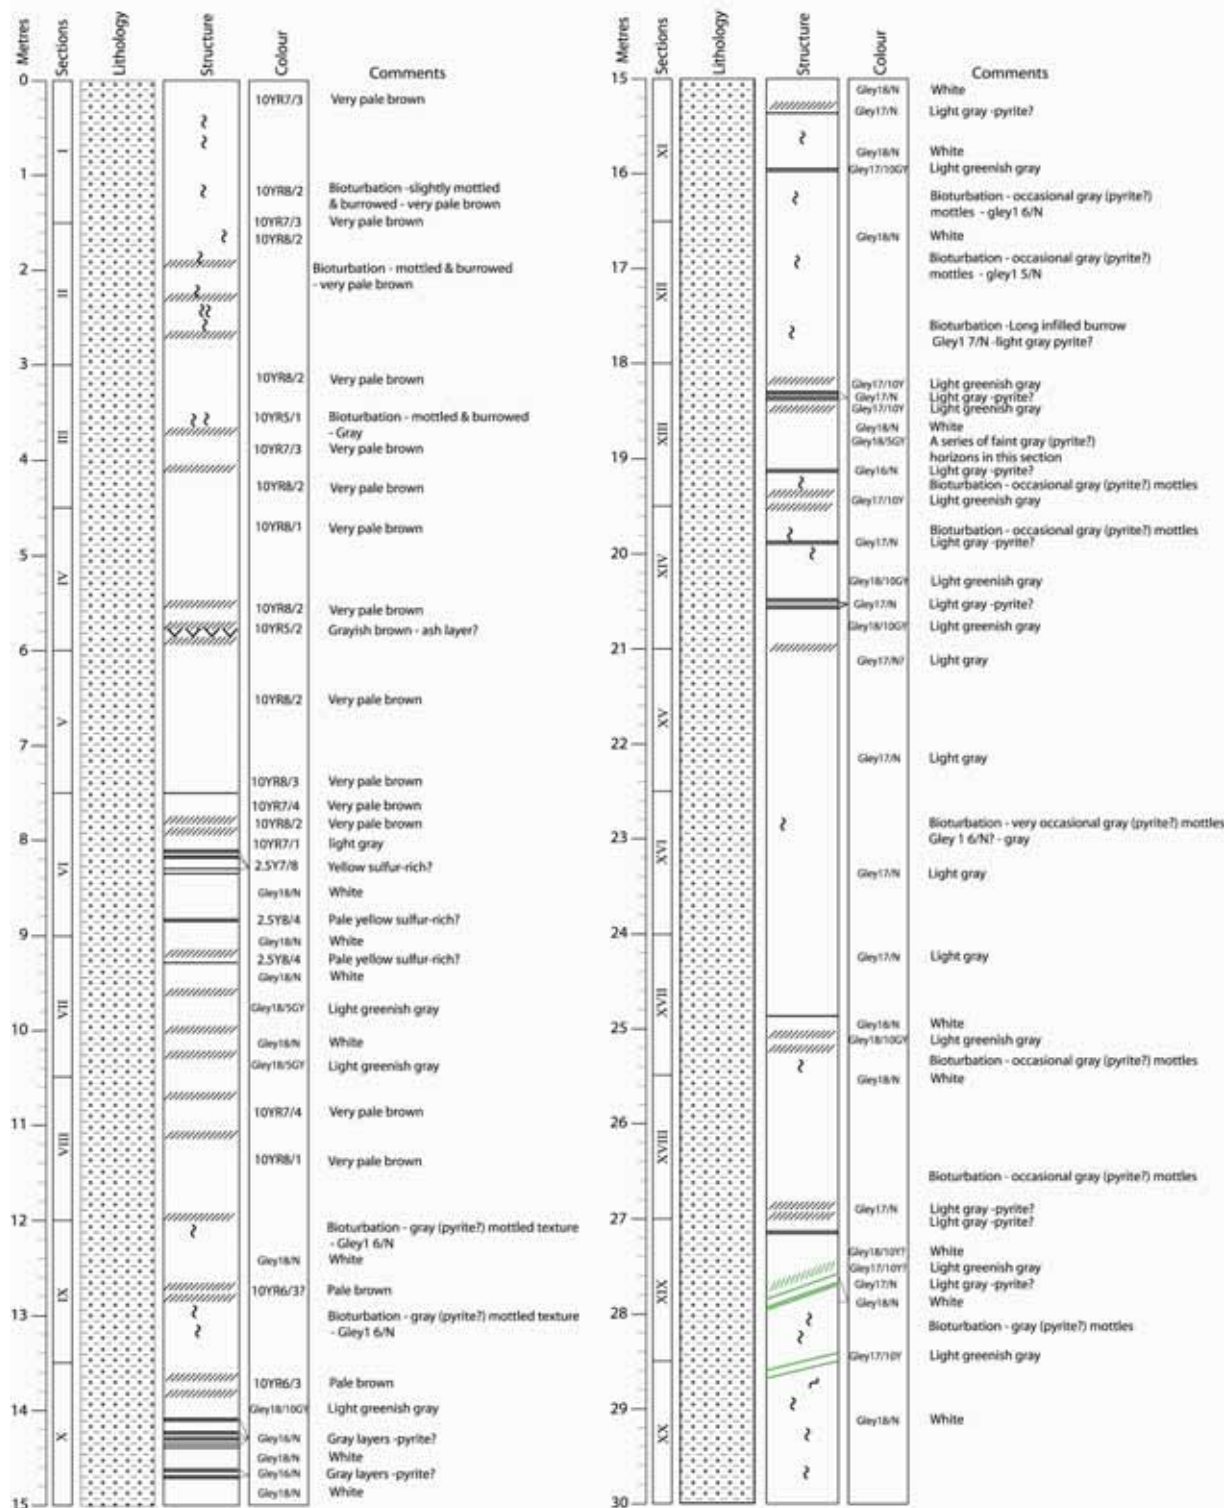 Metres
Sections
Lithology
Structure
Colour
Comments
0
1
2
3
4
5
6
7
8
9
10
11
12
13
14
15
I
II
III
IV
V
VI
VII
VIII
IX
X
10YR7/3 Very pale brown
10YR8/2 Bioturbation -slightly mottled
& burrowed - very pale brown
10YR7/3 Very pale brown
10YR8/2
Bioturbation - mottled & burrowed
- very pale brown
10YR8/2 Very pale brown
10YR5/1 Bioturbation - mottled & burrowed
- Gray
10YR7/3 Very pale brown
10YR8/2 Very pale brown
10YR8/1 Very pale brown
10YR8/2 Very pale brown
10YR5/2 Grayish brown - ash layer?
10YR8/2 Very pale brown
10YR8/3 Very pale brown
10YR7/4 Very pale brown
10YR8/2 Very pale brown
10YR7/1 light gray
2.5Y7/8 Yellow sulfur-rich?
Gley18/N White
2.5Y8/4 Pale yellow sulfur-rich?
Gley18/N White
2.5Y8/4 Pale yellow sulfur-rich?
Gley18/N White
Gley18/5GY Light greenish gray
Gley18/N White
Gley18/5GY Light greenish gray
10YR7/4 Very pale brown
10YR8/1 Very pale brown
Bioturbation - gray (pyrite?) mottled texture
- Gley1 6/N
Gley18/N White
10YR6/3? Pale brown
Bioturbation - gray (pyrite?) mottled texture
- Gley1 6/N
10YR6/3 Pale brown
Gley18/10GY Light greenish gray
Gley16/N Gray layers -pyrite?
Gley18/N White
Gley16/N Gray layers -pyrite?
Gley18/N White
Metres
Sections
Lithology
Structure
Colour
Comments
15
16
17
18
19
20
21
22
23
24
25
26
27
28
29
30
XI
XII
XIII
XIV
XV
XVI
XVII
XVIII
XIX
XX
Gley18/N White
Gley17/N Light gray -pyrite?
Gley18/N White
Gley17/10GY Light greenish gray
Bioturbation - occasional gray (pyrite?)
mottles - gley1 6/N
Gley18/N White
Bioturbation - occasional gray (pyrite?)
mottles - gley1 5/N
Bioturbation -Long infilled burrow
Gley1 7/N -light gray pyrite?
Gley17/10Y Light greenish gray
Gley17/N Light gray -pyrite?
Gley17/10Y Light greenish gray
Gley18/N White
Gley18/5GY A series of faint gray (pyrite?)
horizons in this section
Gley16/N Light gray -pyrite?
Bioturbation - occasional gray (pyrite?) mottles
Gley17/10Y Light greenish gray
Bioturbation - occasional gray (pyrite?) mottles
Gley17/N Light gray -pyrite?
Gley18/10GY Light greenish gray
Gley17/N Light gray -pyrite?
Gley18/10GY Light greenish gray
Gley17/N? Light gray
Gley17/N Light gray
Bioturbation - very occasional gray (pyrite?) mottles
Gley 1 6/N? - gray
Gley17/N Light gray
Gley17/N Light gray
Gley18/N White
Gley18/10GY Light greenish gray
Bioturbation - occasional gray (pyrite?) mottles
Gley18/N White
Bioturbation - occasional gray (pyrite?) mottles
Gley17/N Light gray -pyrite?
Light gray -pyrite?
Gley18/10Y? White
Gley17/10Y? Light greenish gray
Gley17/N Light gray -pyrite?
Gley18/N White
Bioturbation - gray (pyrite?) mottles
Gley17/10Y Light greenish gray
Gley18/N White